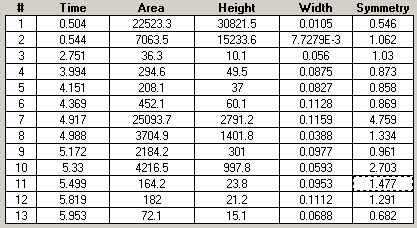 # Time Area Height Width Symmetry
1 0.504 22523.3 30821.5 0.0105 0.546
2 0.544 7063.5 15233.6 7.7279E-3 1.062
3 2.751 36.3 10.1 0.056 1.03
4 3.994 294.6 49.5 0.0875 0.873
5 4.151 208.1 37 0.0827 0.858
6 4.369 452.1 60.1 0.1128 0.869
7 4.917 25093.7 2791.2 0.1159 4.759
8 4.988 3704.9 1401.8 0.0388 1.334
9 5.172 2184.2 301 0.0977 0.961
10 5.33 4216.5 997.8 0.0593 2.703
11 5.499 164.2 23.8 0.0953 1.477
12 5.819 182 21.2 0.1112 1.291
13 5.953 72.1 15.1 0.0688 0.682